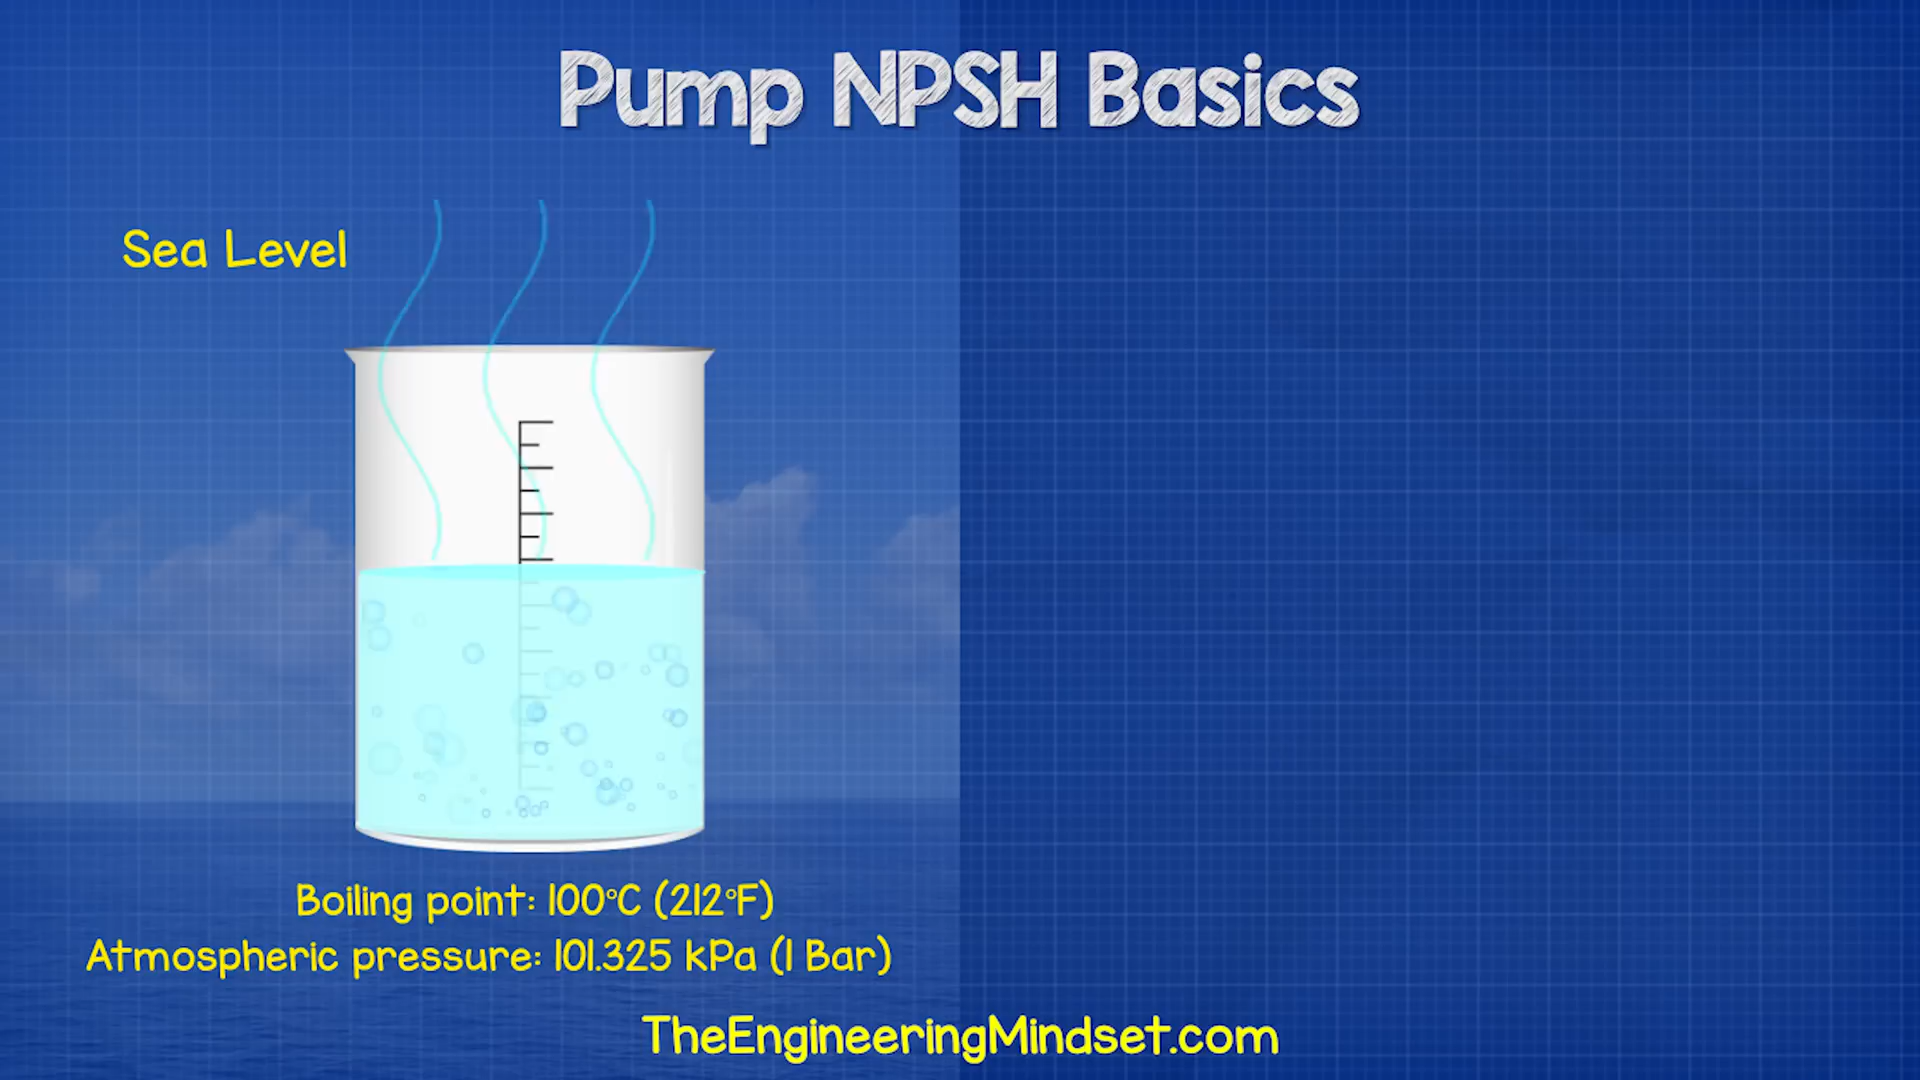 Pump NPSH Basics
Sea Level
Boiling point: 100°C (212°F)
Atmospheric pressure: 101.325 kPa (1 Bar)
TheEngineeringMindset.com